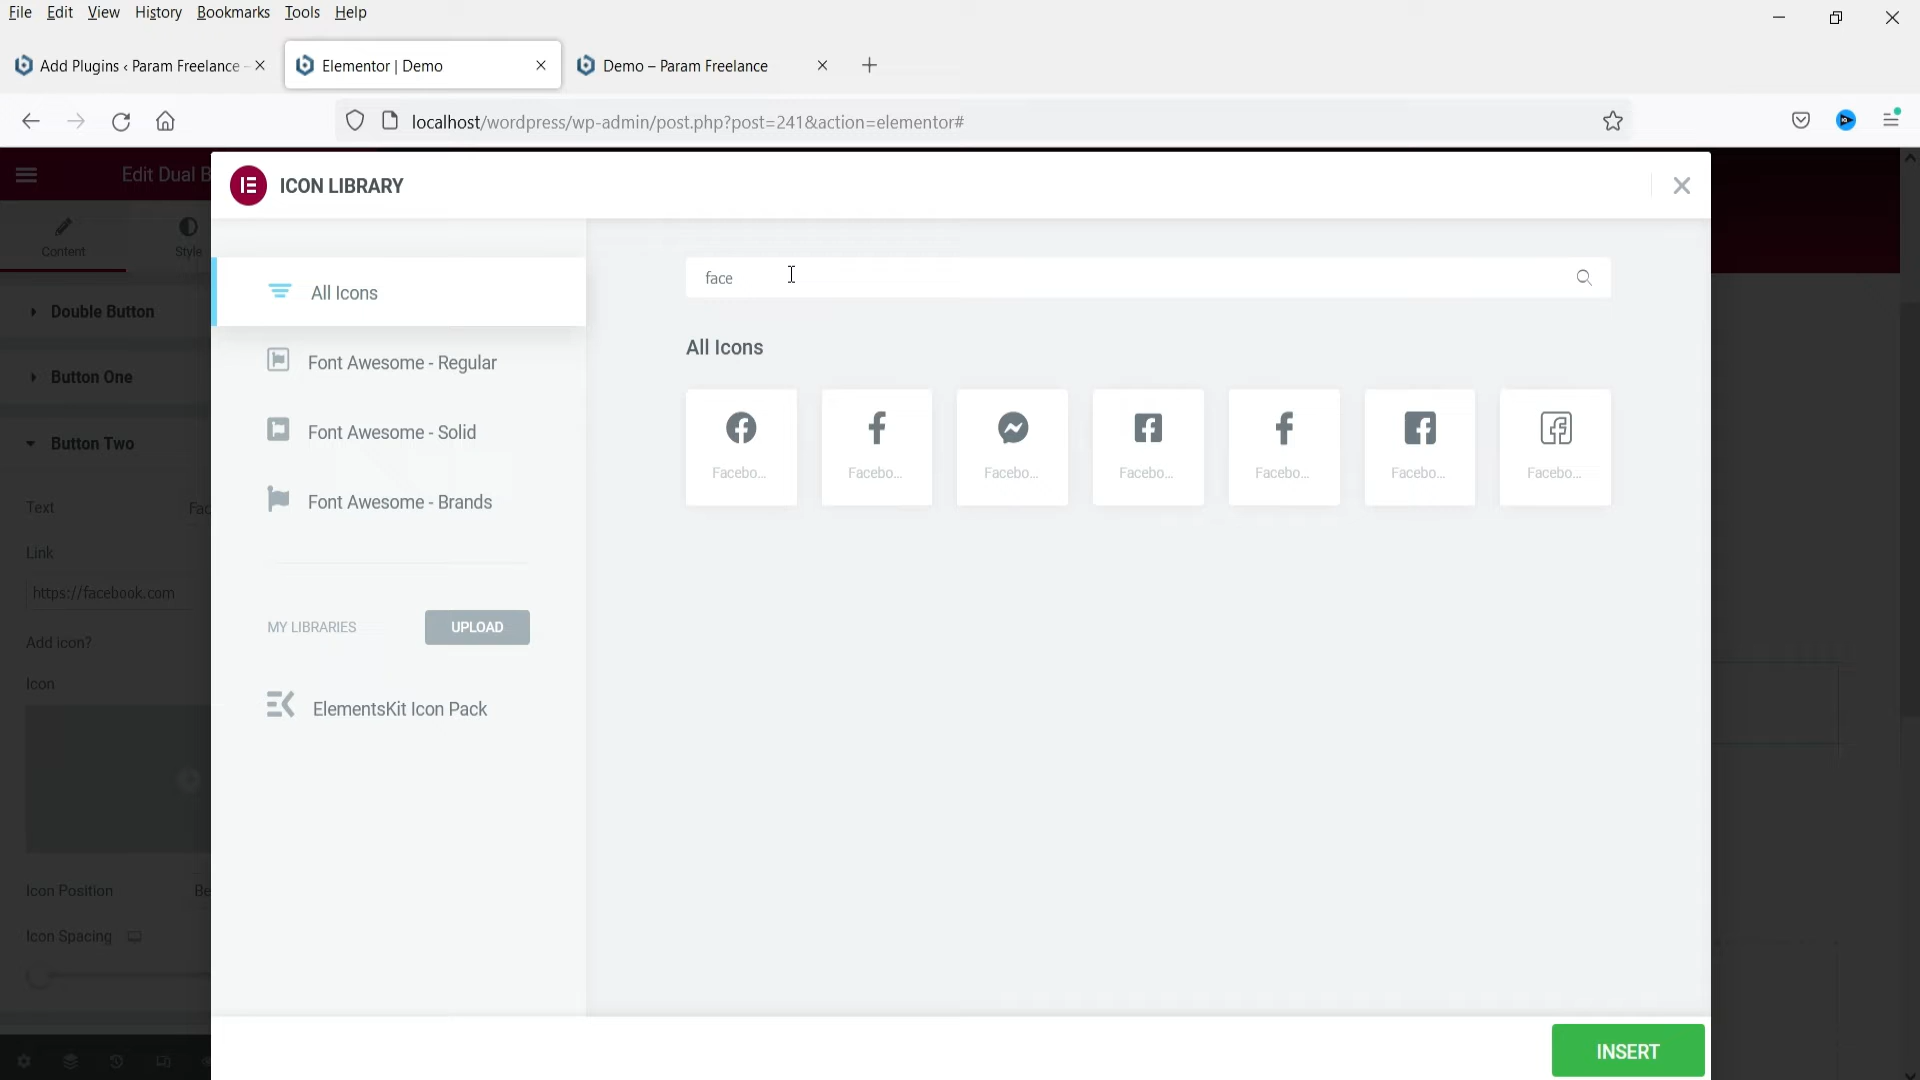 File Edit View History Bookmarks Tools Help
Add Plugins ‹ Param Freelance -
Elementor | Demo
Demo – Param Freelance
localhost/wordpress/wp-admin/post.php?post=241&action=elementor#
Edit Dual B
ICON LIBRARY
Content
Style
All Icons
face
Double Button
All Icons
Font Awesome - Regular
Button One
Font Awesome - Solid
Button Two
Facebo... Facebo... Facebo... Facebo... Facebo... Facebo... Facebo...
Font Awesome - Brands
Text Fac
Link
https://facebook.com
MY LIBRARIES
UPLOAD
Add icon?
Icon
ElementsKit Icon Pack
Icon Position Be
Icon Spacing
INSERT